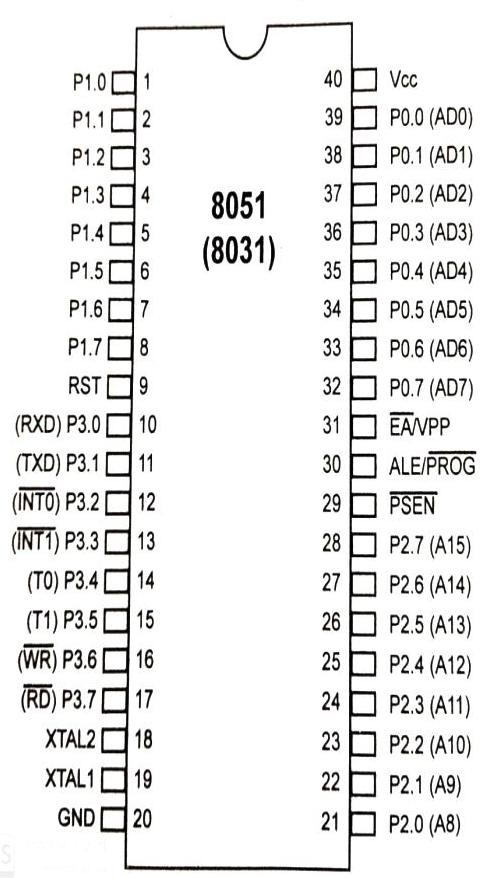 P1.0 1 40 Vcc
P1.1 2 39 P0.0 (AD0)
P1.2 3 38 P0.1 (AD1)
P1.3 4 37 P0.2 (AD2)
8051
P1.4 5 36 P0.3 (AD3)
(8031)
P1.5 6 35 P0.4 (AD4)
P1.6 7 34 P0.5 (AD5)
P1.7 8 33 P0.6 (AD6)
RST 9 32 P0.7 (AD7)
(RXD) P3.0 10 31 E̅A̅/VPP
(TXD) P3.1 11 30 ALE/P̅R̅O̅G̅
(I̅N̅T̅0̅) P3.2 12 29 P̅S̅E̅N̅
(I̅N̅T̅1̅) P3.3 13 28 P2.7 (A15)
(T0) P3.4 14 27 P2.6 (A14)
(T1) P3.5 15 26 P2.5 (A13)
(W̅R̅) P3.6 16 25 P2.4 (A12)
(R̅D̅) P3.7 17 24 P2.3 (A11)
XTAL2 18 23 P2.2 (A10)
XTAL1 19 22 P2.1 (A9)
GND 20 21 P2.0 (A8)